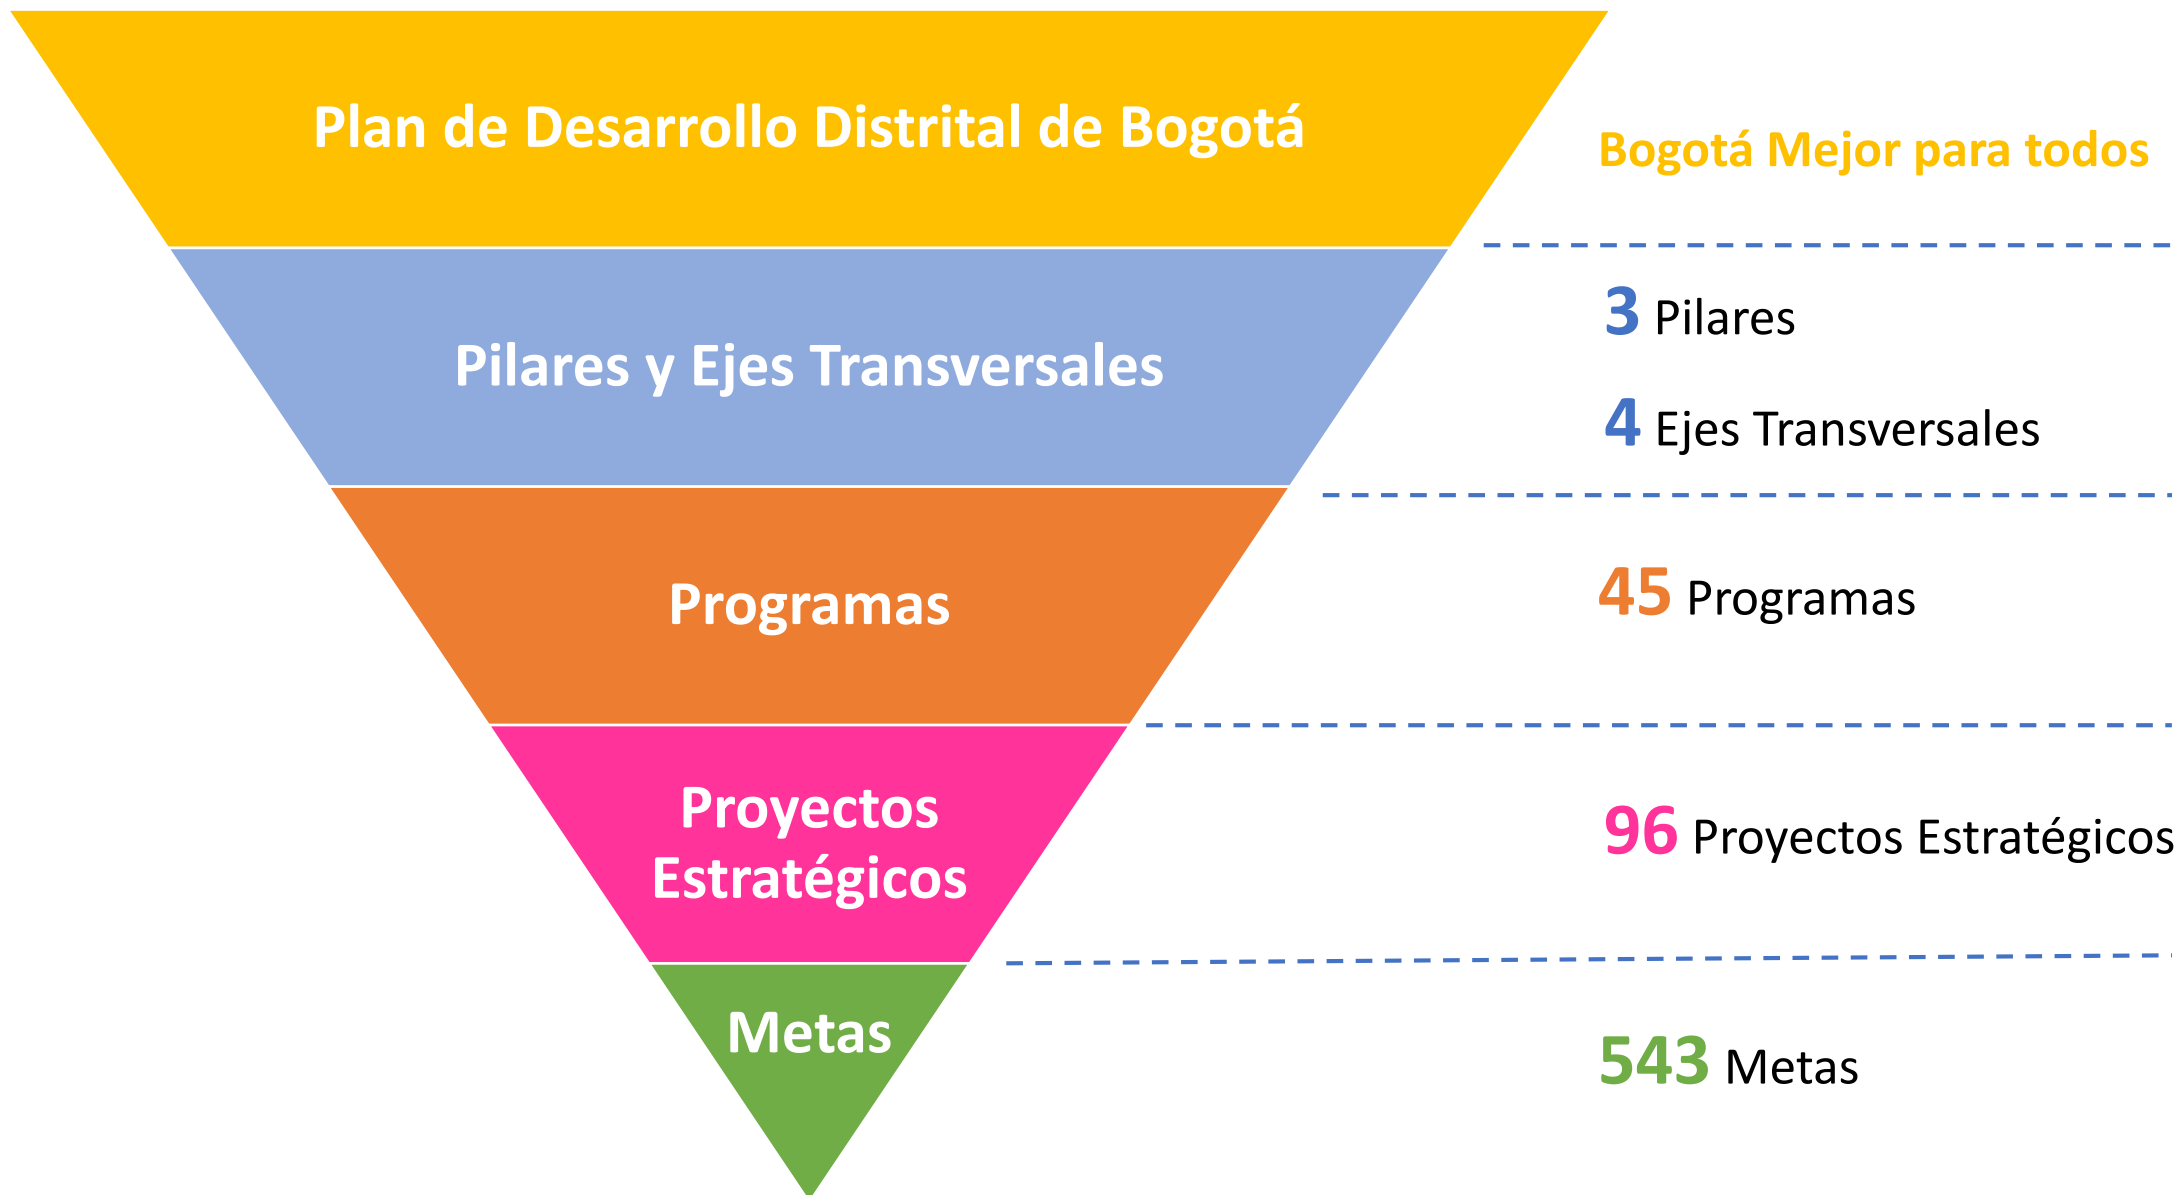 Plan de Desarrollo Distrital de Bogotá
Bogotá Mejor para todos
Pilares y Ejes Transversales
3 Pilares
4 Ejes Transversales
Programas
45 Programas
Proyectos
Estratégicos
96 Proyectos Estratégicos
Metas
543 Metas